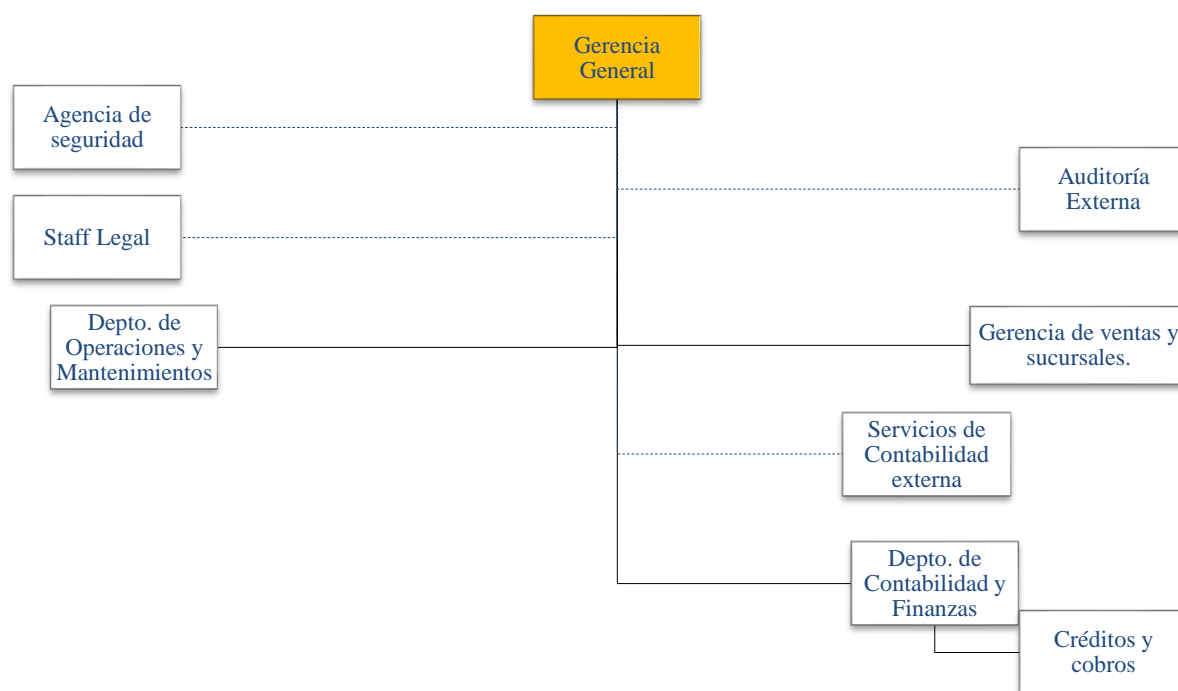 Gerencia
General
Agencia de
seguridad
Auditoría
Externa
Staff Legal
Depto. de
Operaciones y
Mantenimientos
Gerencia de ventas y
sucursales.
Servicios de
Contabilidad
externa
Depto. de
Contabilidad y
Finanzas
Créditos y
cobros